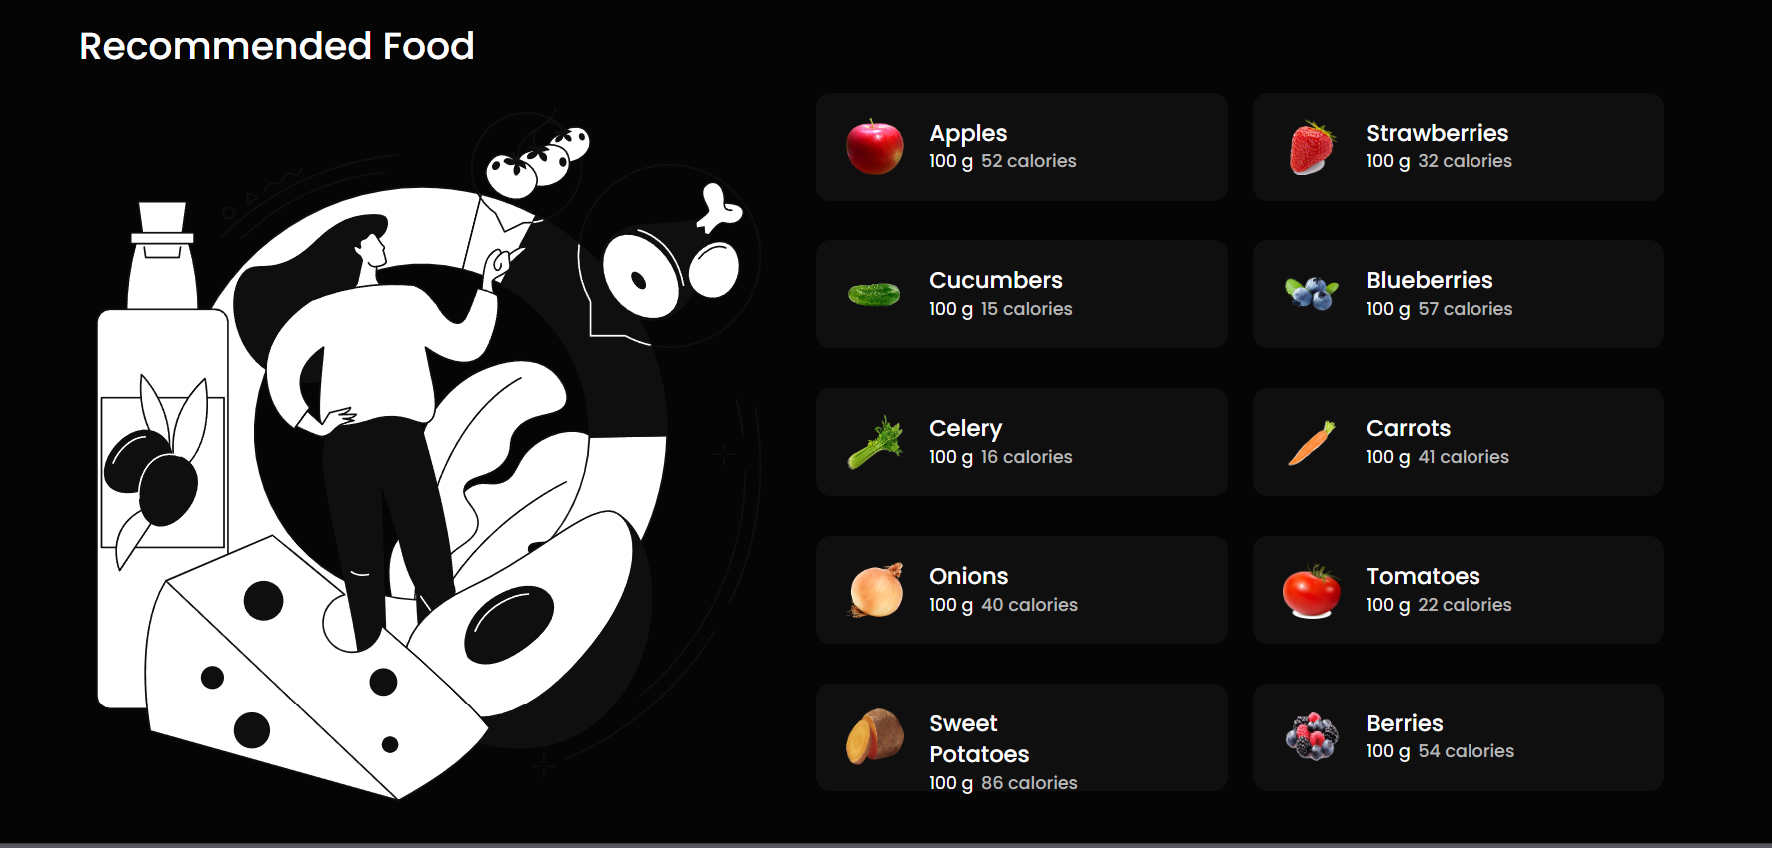 Recommended Food
Apples
100 g 52 calories
Strawberries
100 g 32 calories
Cucumbers
100 g 15 calories
Blueberries
100 g 57 calories
Celery
100 g 16 calories
Carrots
100 g 41 calories
Onions
100 g 40 calories
Tomatoes
100 g 22 calories
Sweet
Potatoes
100 g 86 calories
Berries
100 g 54 calories